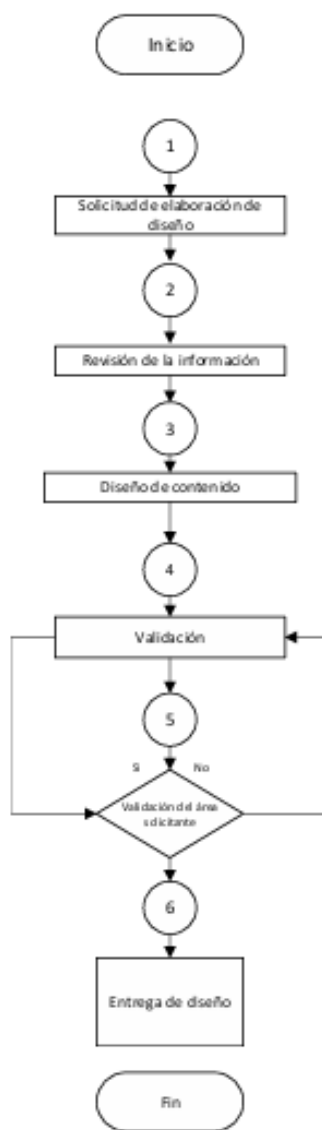 Inicio
1
Solicitud de elaboración de
diseño
2
Revisión de la información
3
Diseño de contenido
4
Validación
5
Si No
Validación del área
solicitante
6
Entrega de diseño
Fin